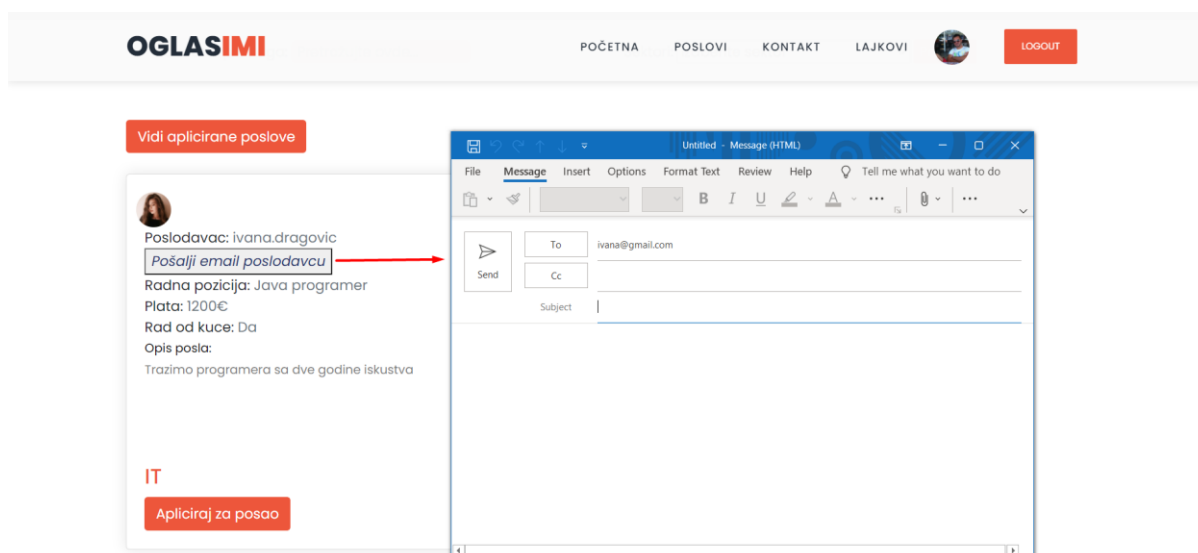 OGLASIMI
POČETNA POSLOVI KONTAKT LAJKOVI LOGOUT
Vidi aplicirane poslove
Poslodavac: ivana.dragovic
Pošalji email poslodavcu
Radna pozicija: Java programer
Plata: 1200€
Rad od kuce: Da
Opis posla:
Trazimo programera sa dve godine iskustva
IT
Apliciraj za posao
Untitled - Message (HTML)
File Message Insert Options Format Text Review Help Tell me what you want to do
B I U A
Send
To ivana@gmail.com
Cc
Subject